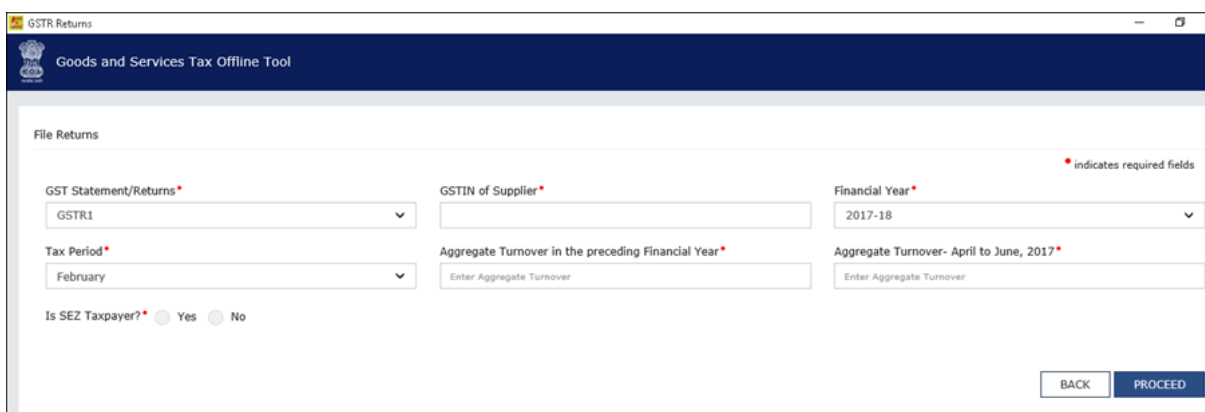 GSTR Returns
Goods and Services Tax Offline Tool
File Returns
• indicates required fields
GST Statement/Returns• GSTIN of Supplier• Financial Year•
GSTR1 2017-18
Tax Period• Aggregate Turnover in the preceding Financial Year• Aggregate Turnover- April to June, 2017•
February Enter Aggregate Turnover Enter Aggregate Turnover
Is SEZ Taxpayer?• Yes No
BACK PROCEED